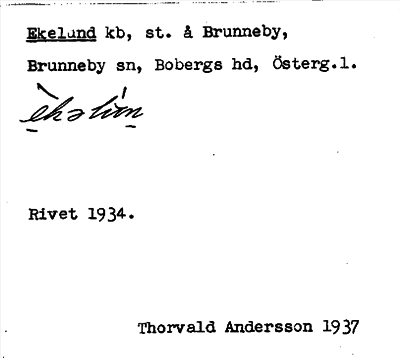 Ekelund kb, st. å Brunneby,
Brunneby sn, Bobergs hd, Österg.l.
Rivet 1934.
Thorvald Andersson 1937